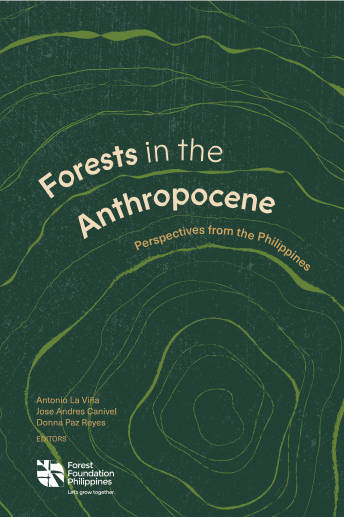 Forests in the
Anthropocene
Perspectives from the Philippines
Antonio La Viña
Jose Andres Canivel
Donna Paz Reyes
EDITORS
Forest
Foundation
Philippines
Let's grow together.